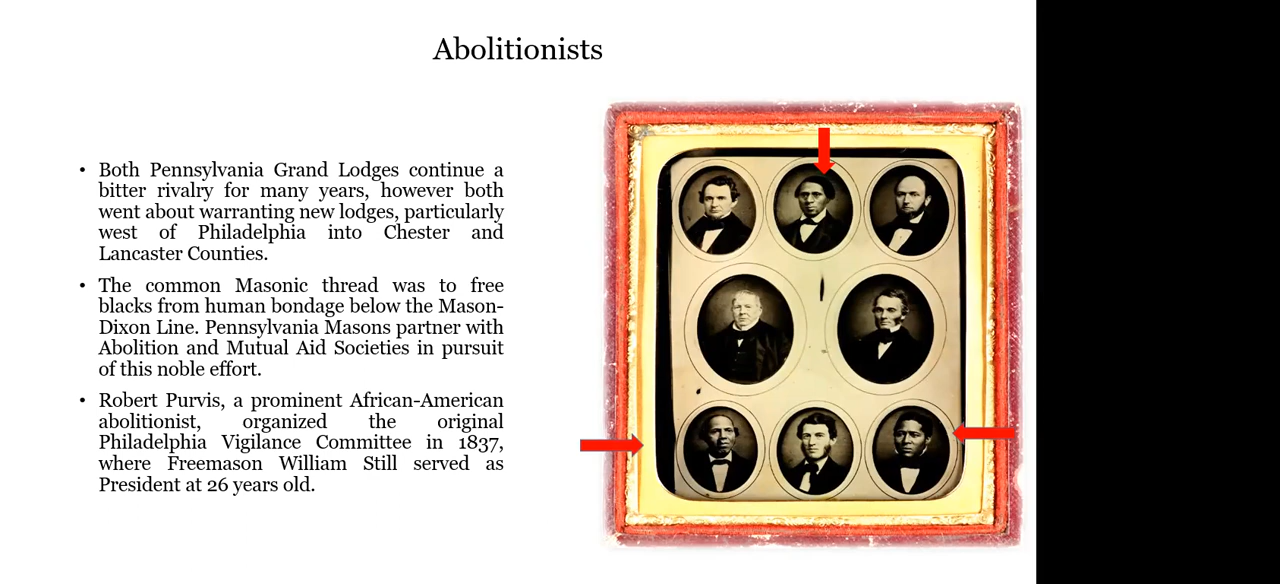 Abolitionists
• Both Pennsylvania Grand Lodges continue a
bitter rivalry for many years, however both
went about warranting new lodges, particularly
west of Philadelphia into Chester and
Lancaster Counties.
• The common Masonic thread was to free
blacks from human bondage below the Mason-
Dixon Line. Pennsylvania Masons partner with
Abolition and Mutual Aid Societies in pursuit
of this noble effort.
• Robert Purvis, a prominent African-American
abolitionist, organized the original
Philadelphia Vigilance Committee in 1837,
where Freemason William Still served as
President at 26 years old.